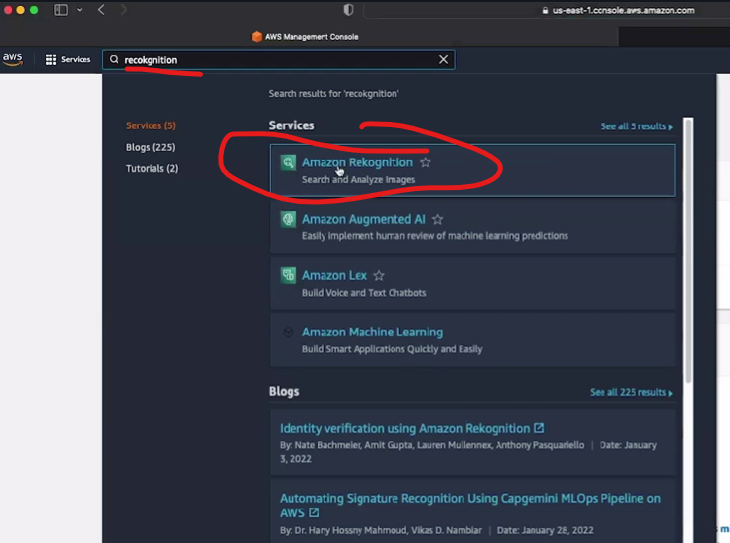 us-east-1.console.aws.amazon.com
AWS Management Console
aws
Services
recokgnition
Search results for 'recokgnition'
Services (5)
Blogs (225)
Tutorials (2)
Services
See all 5 results
Amazon Rekognition
Search and Analyze Images
Amazon Augmented AI
Easily implement human review of machine learning predictions
Amazon Lex
Build Voice and Text Chatbots
Amazon Machine Learning
Build Smart Applications Quickly and Easily
Blogs
See all 225 results
Identity verification using Amazon Rekognition
By: Nate Bachmeier, Amit Gupta, Lauren Mullennex, Anthony Pasquariello | Date: January
3, 2022
Automating Signature Recognition Using Capgemini MLOps Pipeline on
AWS
By: Dr. Hany Hossny Mahmoud, Vikas D. Nambiar | Date: January 28, 2022